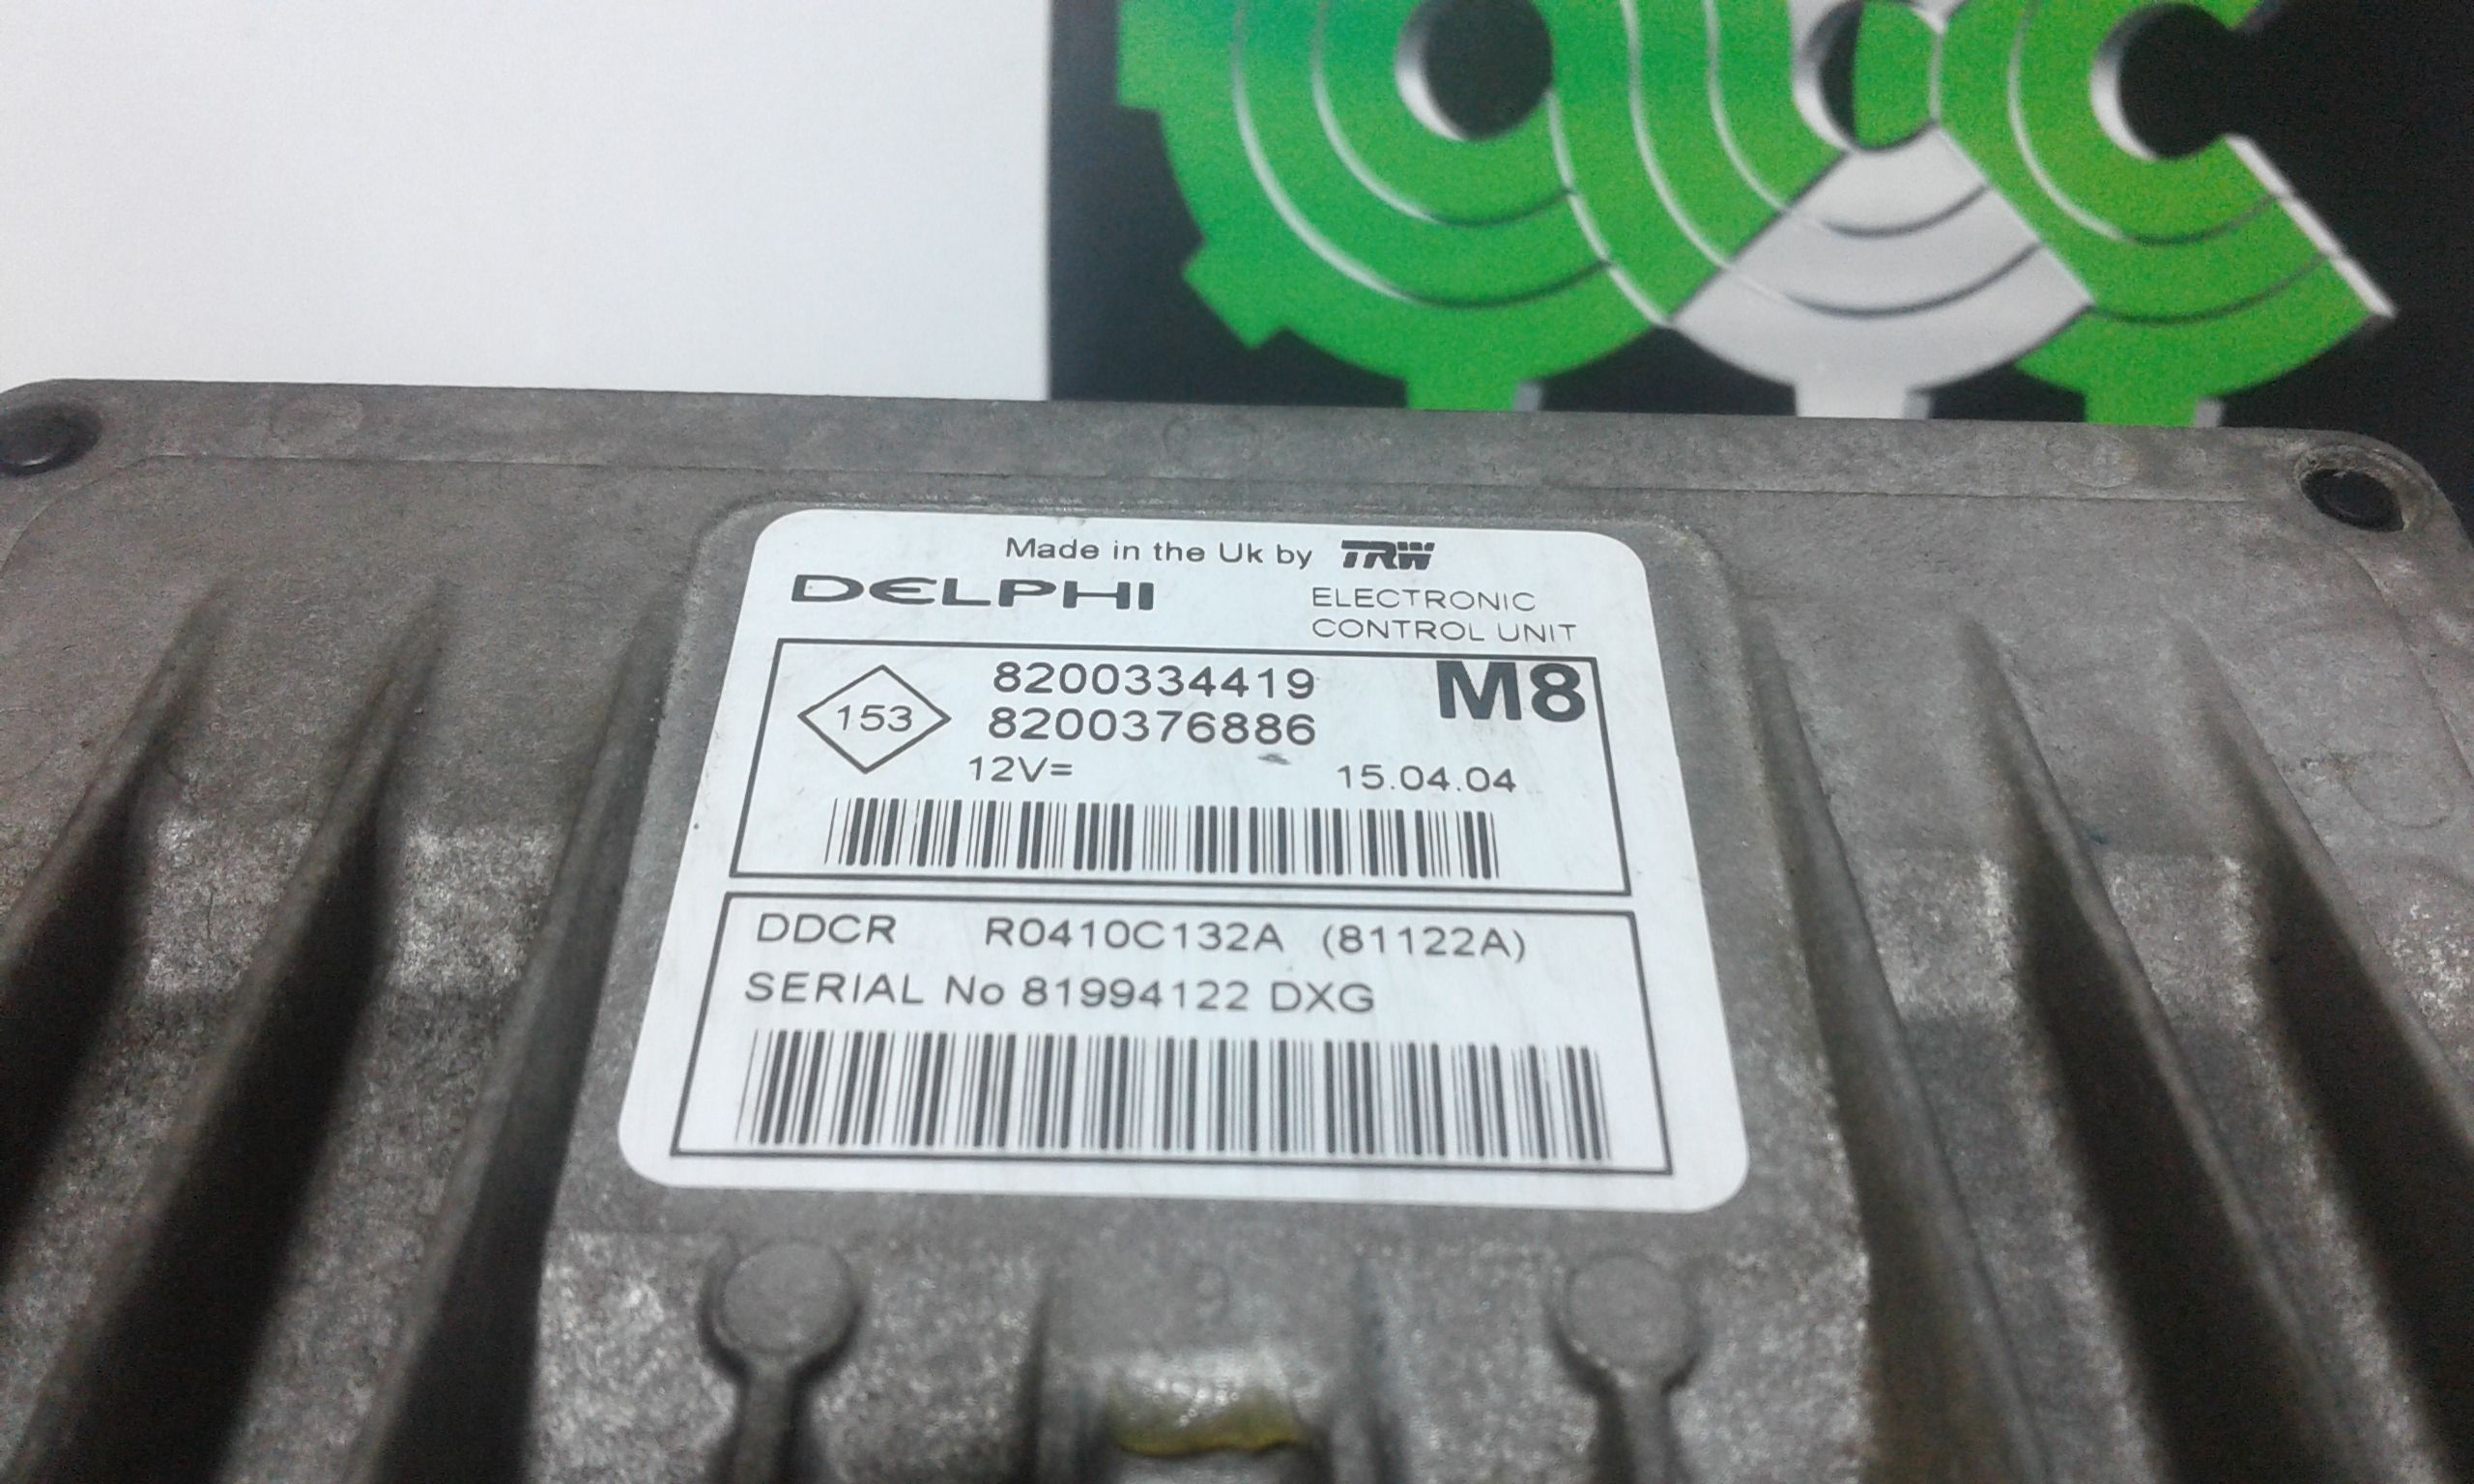 Made in the Uk by TRW
DELPHI
ELECTRONIC
CONTROL UNIT
153
8200334419
8200376886
M8
12V=
15.04.04
DDCR R0410C132A (81122A)
SERIAL No 81994122 DXG